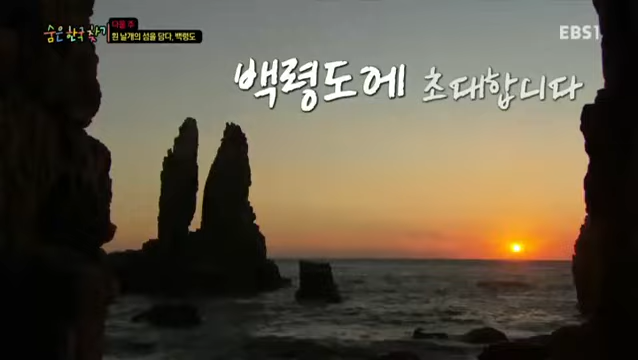 숨은 한국 찾기
다음 주
흰 날개의 섬을 담다, 백령도
EBS1
백령도에 초대합니다